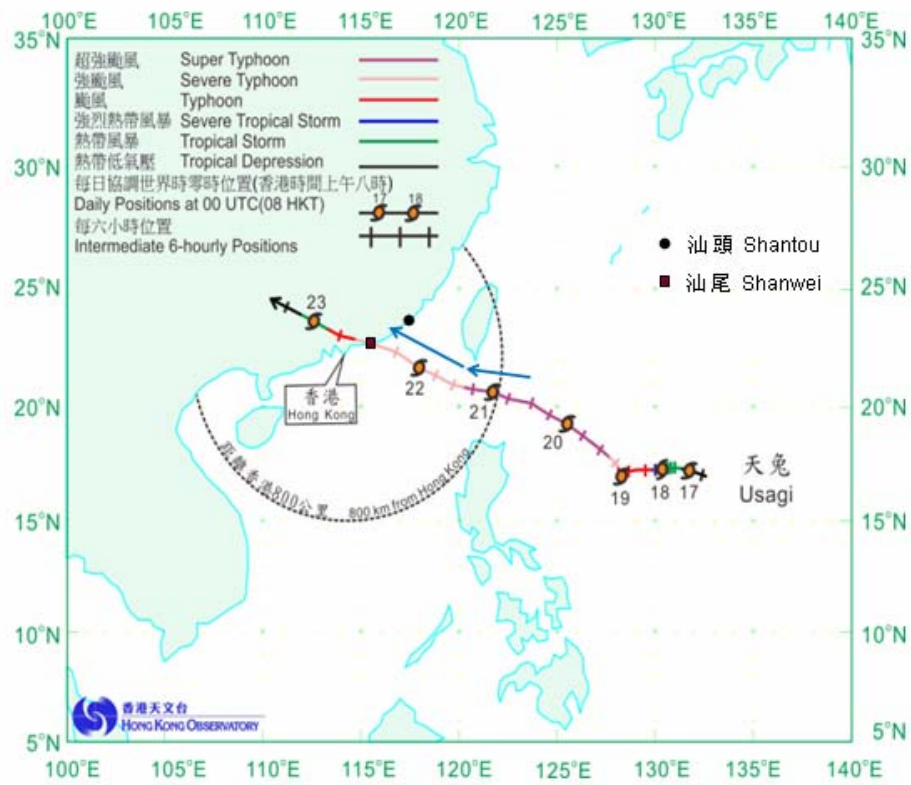 100°E 105°E 110°E 115°E 120°E 125°E 130°E 135°E 140°E
35°N 35°N
超強颱風 Super Typhoon
強颱風 Severe Typhoon
颱風 Typhoon
強烈熱帶風暴 Severe Tropical Storm
熱帶風暴 Tropical Storm
熱帶低氣壓 Tropical Depression
30°N 30°N
每日協調世界時零時位置(香港時間上午八時)
Daily Positions at 00 UTC(08 HKT) 17 18
每六小時位置
Intermediate 6-hourly Positions
汕頭 Shantou
汕尾 Shanwei
25°N 25°N
23
22
香港
Hong Kong
21
20°N 20°N
20
19
18
17
天兔
Usagi
距離香港800公里
800 km from Hong Kong
15°N 15°N
10°N 10°N
香港天文台
HONG KONG OBSERVATORY
5°N 5°N
100°E 105°E 110°E 115°E 120°E 125°E 130°E 135°E 140°E